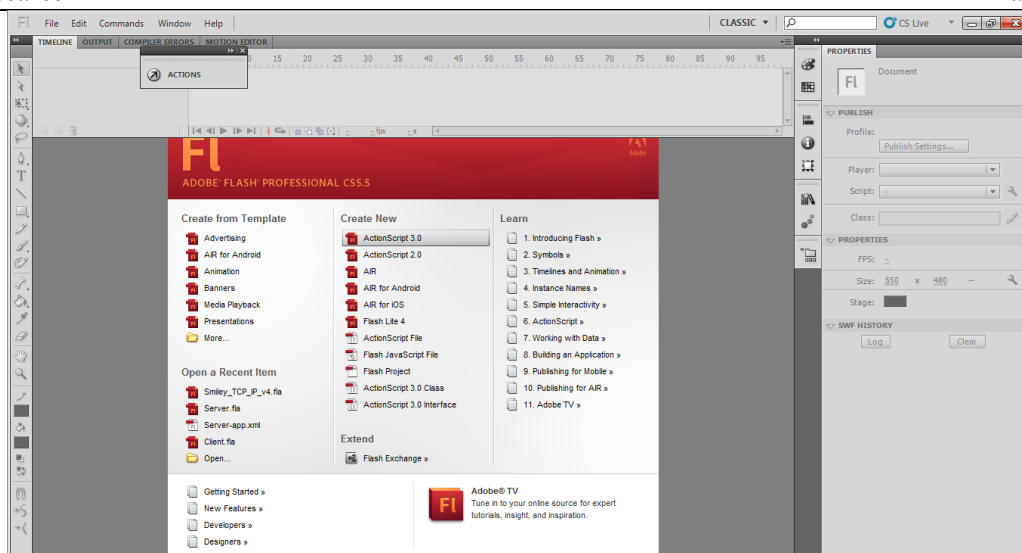 Fl File Edit Commands Window Help CLASSIC CS Live
TIMELINE OUTPUT COMPILER ERRORS MOTION EDITOR
ACTIONS
15 20 25 30 35 40 45 50 55 60 65 70 75 80 85 90 95
fps s
Fl
Adobe
ADOBE® FLASH® PROFESSIONAL CS5.5
Create from Template
Advertising
AIR for Android
Animation
Banners
Media Playback
Presentations
More...
Open a Recent Item
Smiley_TCP_IP_v4.fla
Server.fla
Server-app.xml
Client.fla
Open...
Create New
ActionScript 3.0
ActionScript 2.0
AIR
AIR for Android
AIR for iOS
Flash Lite 4
ActionScript File
Flash JavaScript File
Flash Project
ActionScript 3.0 Class
ActionScript 3.0 Interface
Extend
Flash Exchange »
Learn
1. Introducing Flash »
2. Symbols »
3. Timelines and Animation »
4. Instance Names »
5. Simple Interactivity »
6. ActionScript »
7. Working with Data »
8. Building an Application »
9. Publishing for Mobile »
10. Publishing for AIR »
11. Adobe TV »
Getting Started »
New Features »
Developers »
Designers »
Fl
Adobe® TV
Tune in to your online source for expert
tutorials, insight, and inspiration.
PROPERTIES
Fl Document
PUBLISH
Profile:
Publish Settings...
Player:
Script: -
Class:
PROPERTIES
FPS: -
Size: 550 x 480 --
Stage:
SWF HISTORY
Log Clear